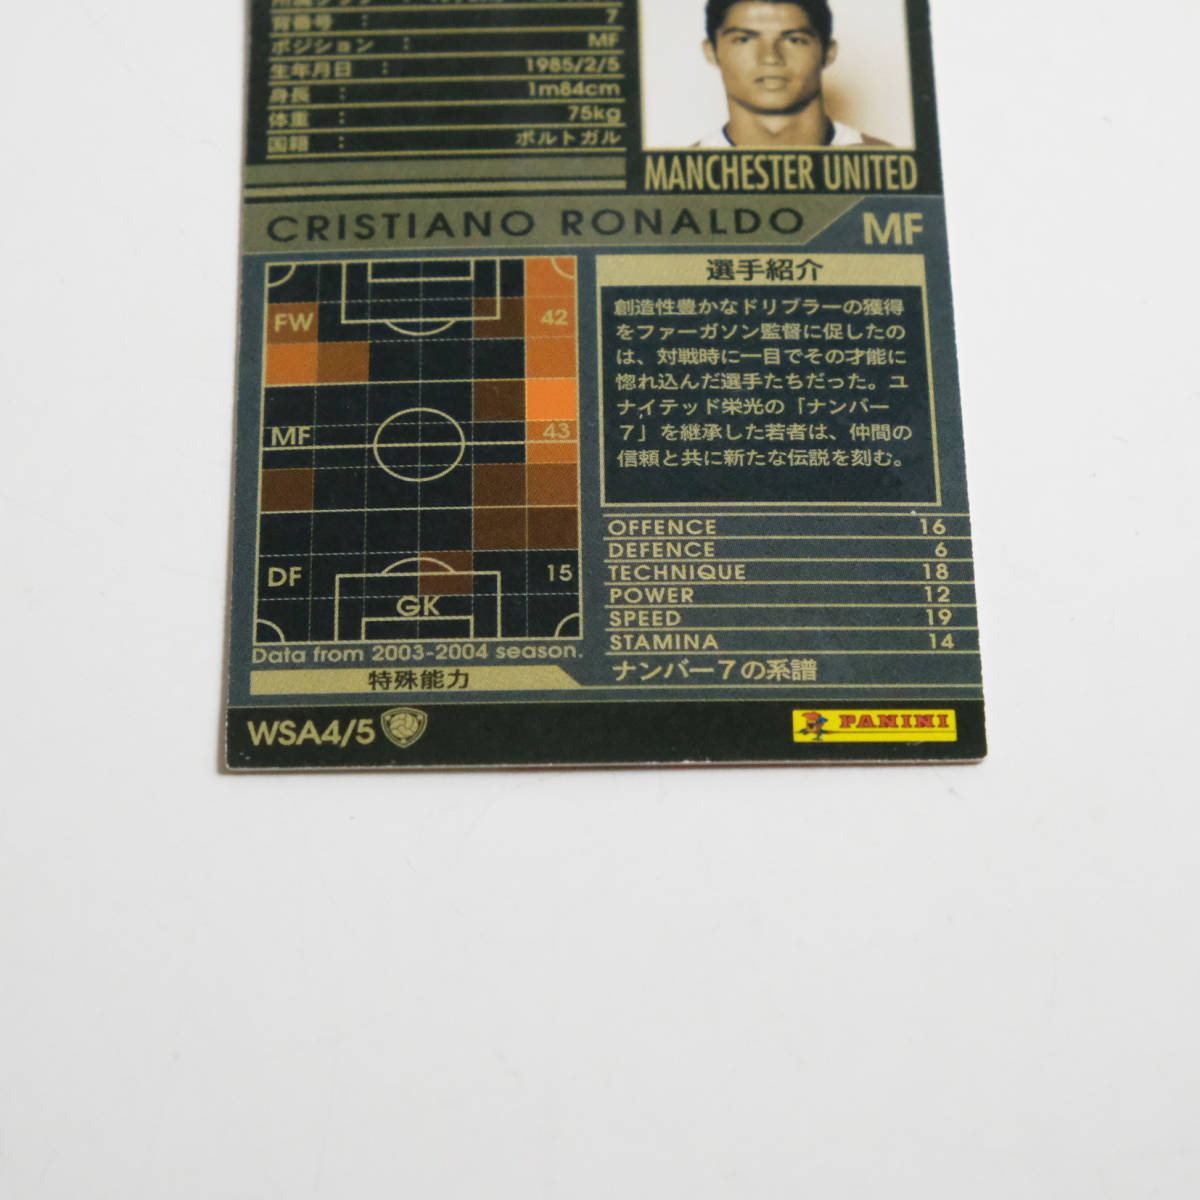 背番号 : 7
ポジション : MF
生年月日 : 1985/2/5
身長 : 1m84cm
体重 : 75kg
国籍 : ポルトガル
MANCHESTER UNITED
CRISTIANO RONALDO MF
FW 42
MF 43
DF 15
GK
Data from 2003-2004 season.
選手紹介
創造性豊かなドリブラーの獲得
をファーガソン監督に促したの
は、対戦時に一目でその才能に
惚れ込んだ選手たちだった。ユ
ナイテッド栄光の「ナンバー
7」を継承した若者は、仲間の
信頼と共に新たな伝説を刻む。
OFFENCE 16
DEFENCE 6
TECHNIQUE 18
POWER 12
SPEED 19
STAMINA 14
特殊能力 ナンバー7の系譜
WSA4/5 PANINI